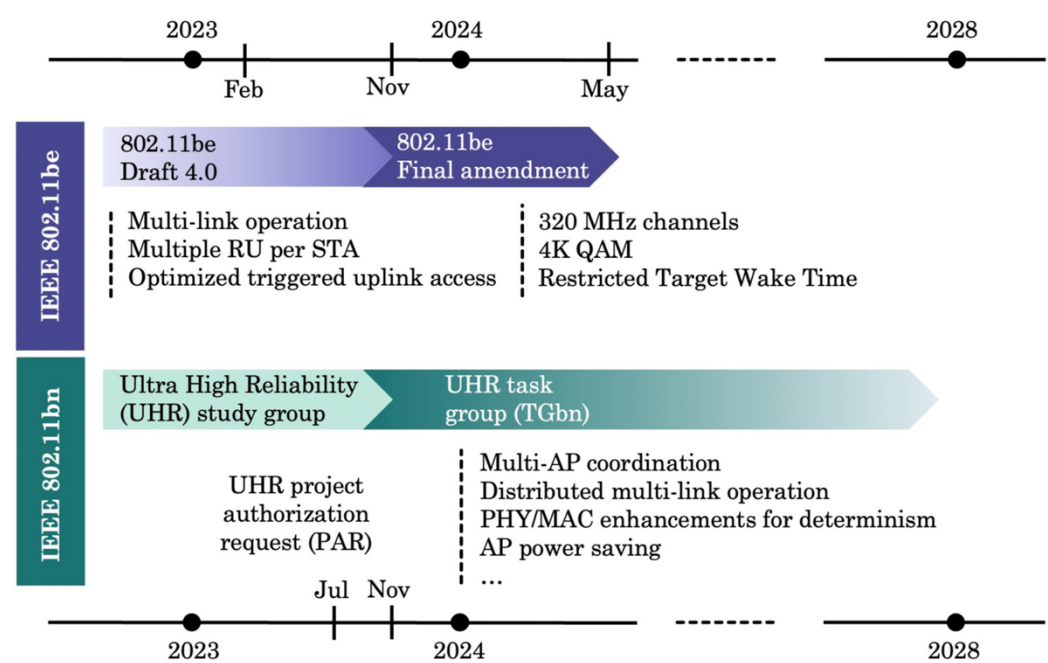 2023
2024
2028
Feb
Nov
May
IEEE 802.11be
802.11be
Draft 4.0
802.11be
Final amendment
Multi-link operation
Multiple RU per STA
Optimized triggered uplink access
320 MHz channels
4K QAM
Restricted Target Wake Time
IEEE 802.11bn
Ultra High Reliability
(UHR) study group
UHR task
group (TGbn)
UHR project
authorization
request (PAR)
Multi-AP coordination
Distributed multi-link operation
PHY/MAC enhancements for determinism
AP power saving
...
Jul
Nov
2023
2024
2028